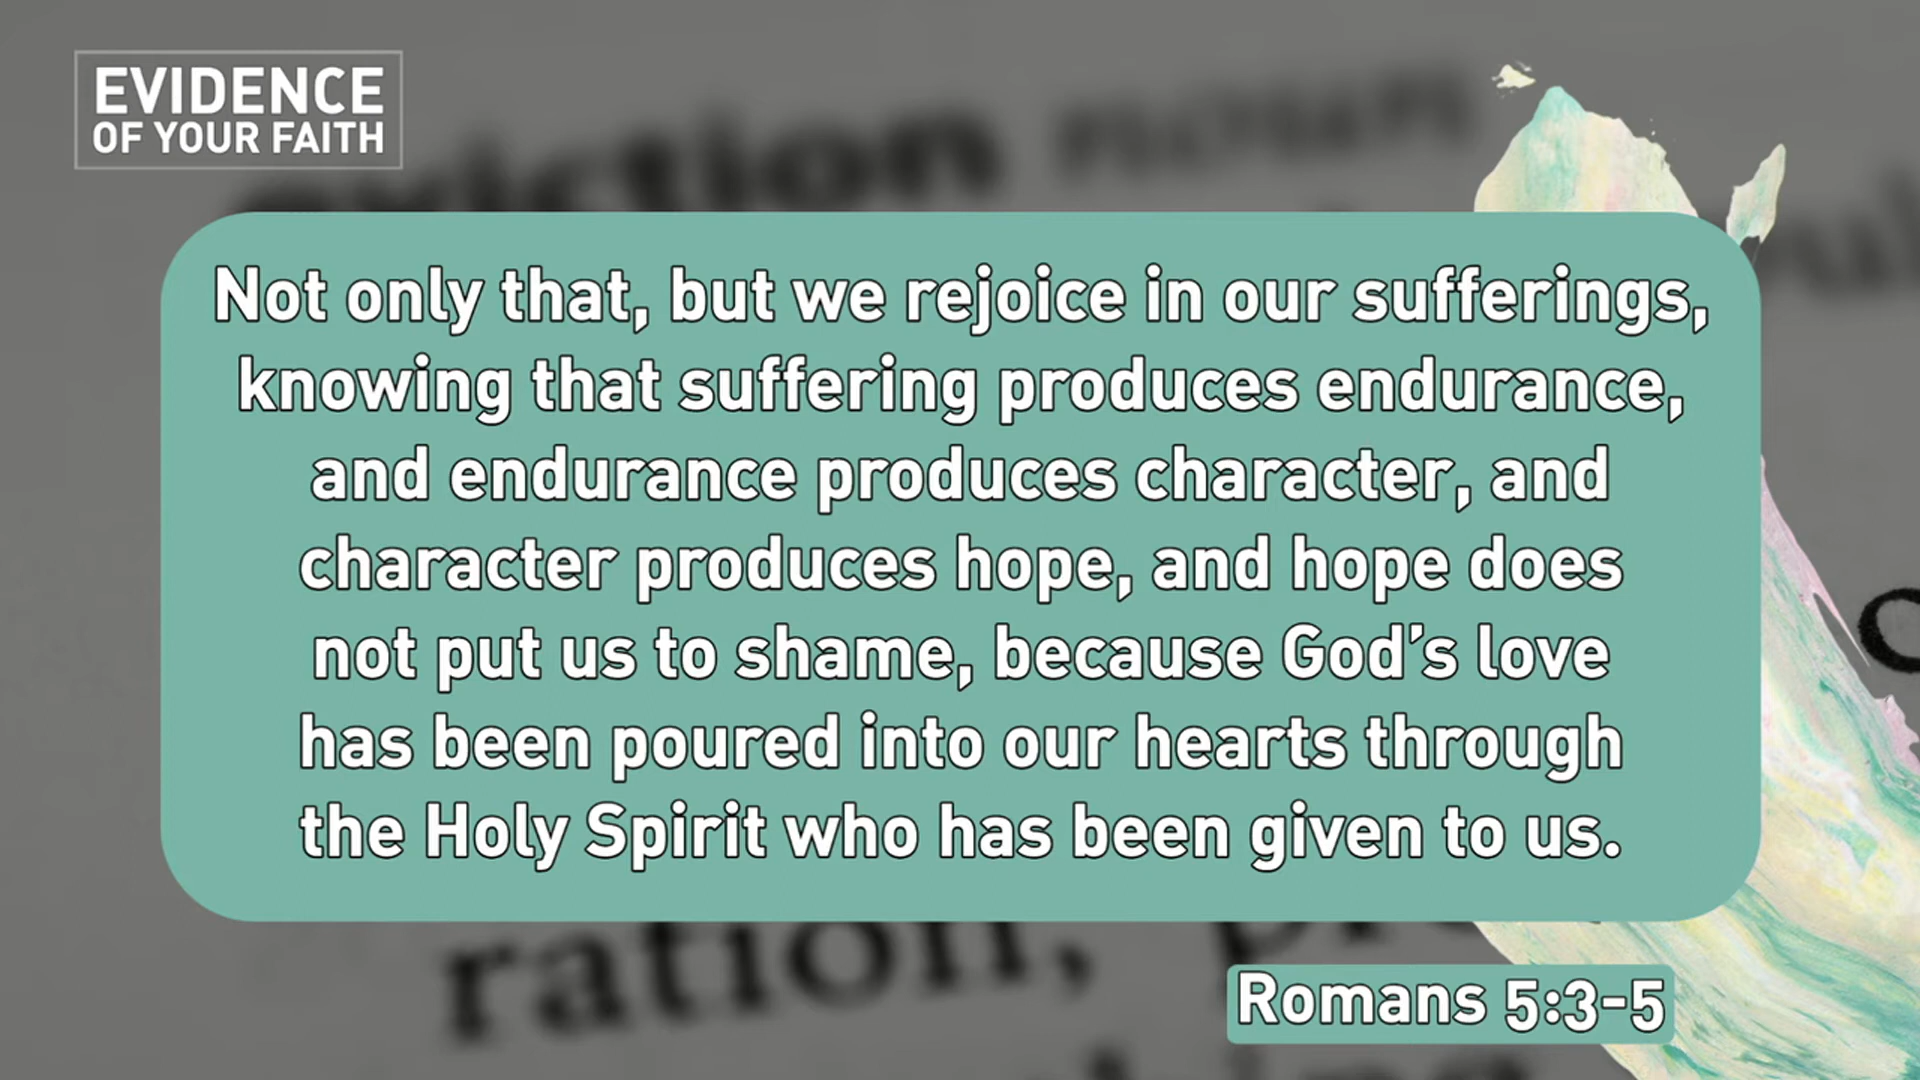 EVIDENCE
OF YOUR FAITH
Not only that, but we rejoice in our sufferings,
knowing that suffering produces endurance,
and endurance produces character, and
character produces hope, and hope does
not put us to shame, because God’s love
has been poured into our hearts through
the Holy Spirit who has been given to us.
ration,
Romans 5:3-5